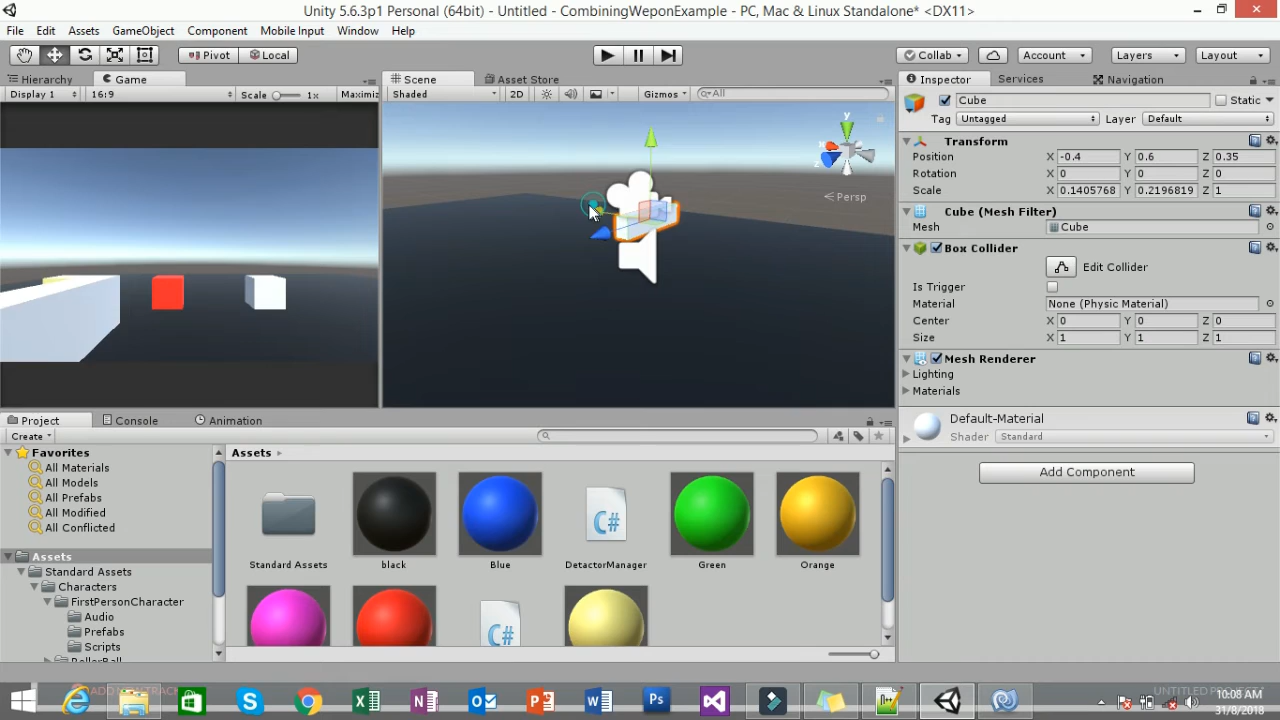 Unity 5.6.3p1 Personal (64bit) - Untitled - CombiningWeponExample - PC, Mac & Linux Standalone* <DX11>
File Edit Assets GameObject Component Mobile Input Window Help
Pivot Local Collab Account Layers Layout
Hierarchy Game Scene Asset Store Inspector Services Navigation
Display 1 16:9 Scale 1x Maximiz Shaded 2D Gizmos All
Cube Static
Tag Untagged Layer Default
Transform
Position X -0.4 Y 0.6 Z 0.35
Rotation X 0 Y 0 Z 0
Scale X 0.1405768 Y 0.2196819 Z 1
y
x
z
Persp
Cube (Mesh Filter)
Mesh Cube
Box Collider
Edit Collider
Is Trigger
Material None (Physic Material)
Center X 0 Y 0 Z 0
Size X 1 Y 1 Z 1
Mesh Renderer
Lighting
Materials
Default-Material
Shader Standard
Add Component
Project Console Animation
Create
Favorites
All Materials
All Models
All Prefabs
All Modified
All Conflicted
Assets
Standard Assets
Characters
FirstPersonCharacter
Audio
Prefabs
Scripts
RollerBall
Assets
C#
Standard Assets black Blue DetactorManager Green Orange
C#
10:08 AM
31/8/2018